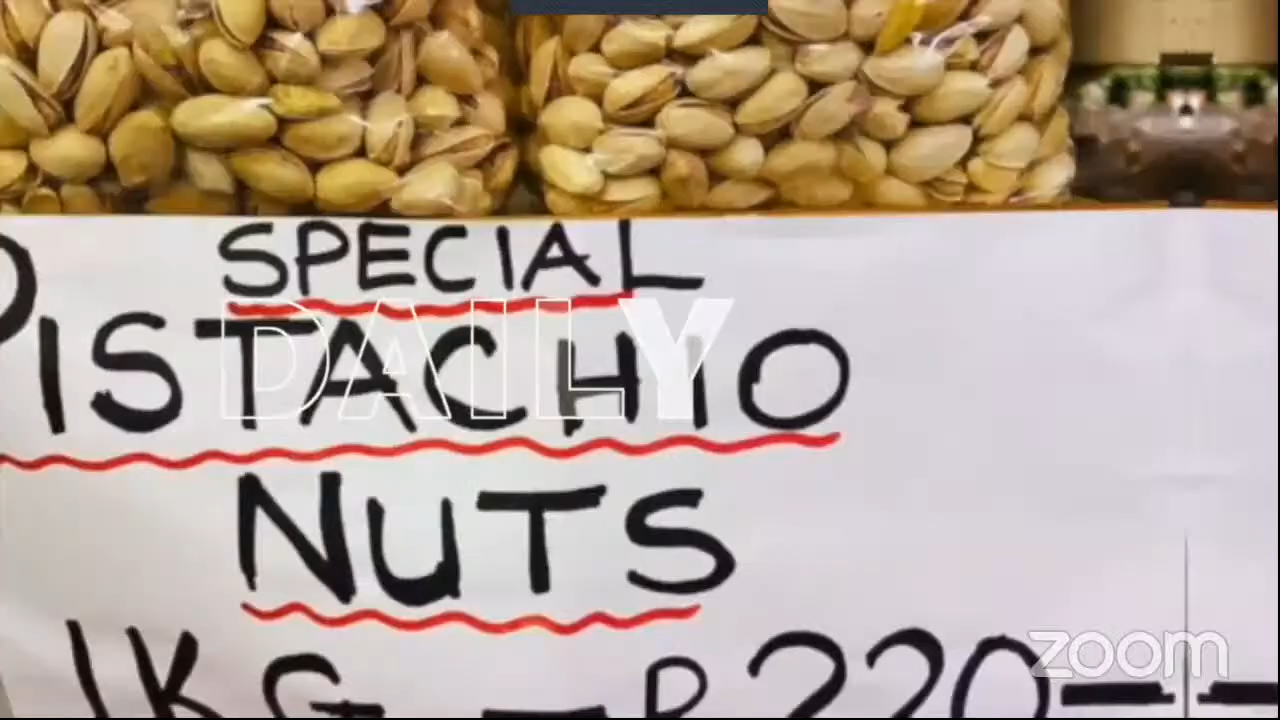 SPECIAL
DAILY
PISTACHIO
NUTS
1KG - R220 --
zoom